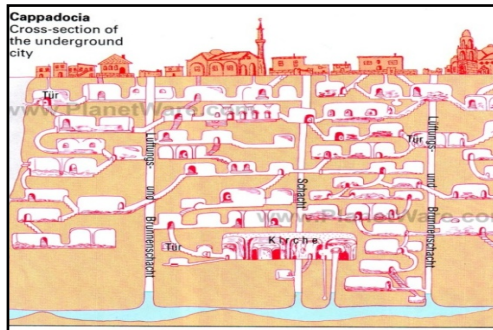 Cappadocia
Cross-section of
the underground
city
Tür
www.PlanetWare.com
Lüftungs- und Brunnenschacht
Schacht
Tür
Lüftungs- und Brunnenschacht
www.PlanetWare.com
Kirche
Tür